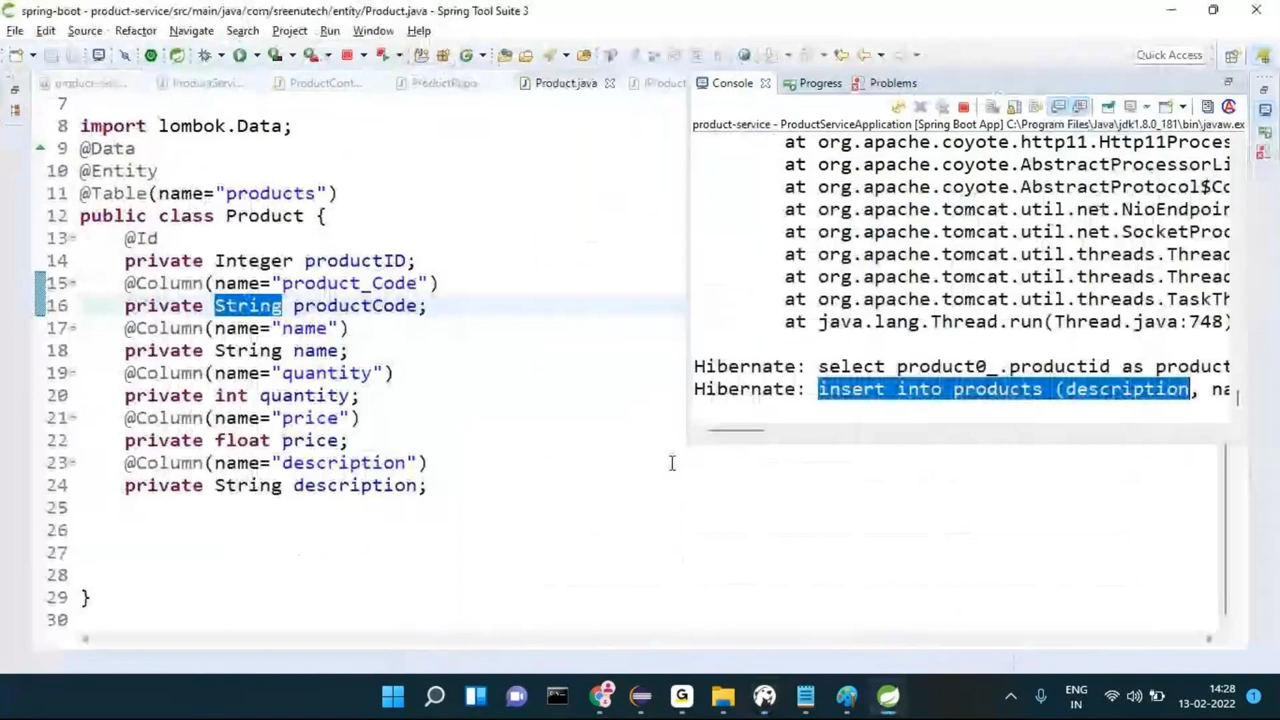 spring-boot - product-service/src/main/java/com/sreenutech/entity/Product.java - Spring Tool Suite 3
File Edit Source Refactor Navigate Search Project Run Window Help
Quick Access
ProductServi...
ProductCont...
Product.java
Console
Progress
Problems
product-service - ProductServiceApplication [Spring Boot App] C:\Program Files\Java\jdk1.8.0_181\bin\javaw.ex
7
8 import lombok.Data;
9 @Data
10 @Entity
11 @Table(name="products")
12 public class Product {
13 @Id
14 private Integer productID;
15 @Column(name="product_Code")
16 private String productCode;
17 @Column(name="name")
18 private String name;
19 @Column(name="quantity")
20 private int quantity;
21 @Column(name="price")
22 private float price;
23 @Column(name="description")
24 private String description;
25
26
27
28
29 }
30
at org.apache.coyote.http11.Http11Proces
at org.apache.coyote.AbstractProcessorLi
at org.apache.coyote.AbstractProtocol$Co
at org.apache.tomcat.util.net.NioEndpoin
at org.apache.tomcat.util.net.SocketProc
at org.apache.tomcat.util.threads.Threa
at org.apache.tomcat.util.threads.Threa
at org.apache.tomcat.util.threads.TaskTh
at java.lang.Thread.run(Thread.java:748)
Hibernate: select product0_.productid as product
Hibernate: insert into products (description, na
ENG
IN
14:28
13-02-2022